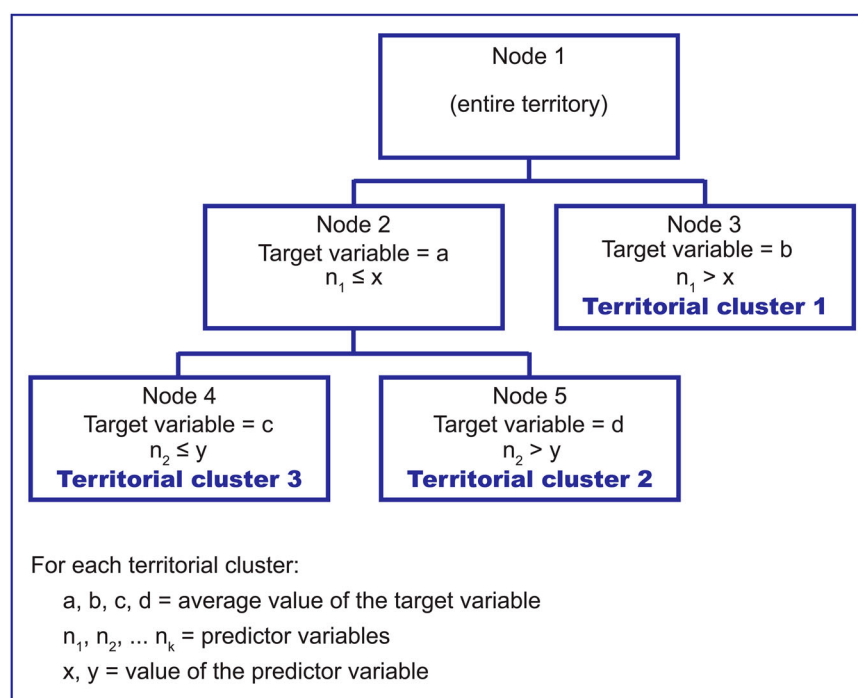 Node 1
(entire territory)
Node 2
Target variable = a
n₁ ≤ x
Node 3
Target variable = b
n₁ > x
Territorial cluster 1
Node 4
Target variable = c
n₂ ≤ y
Territorial cluster 3
Node 5
Target variable = d
n₂ > y
Territorial cluster 2
For each territorial cluster:
a, b, c, d = average value of the target variable
n₁, n₂, ... nₖ = predictor variables
x, y = value of the predictor variable